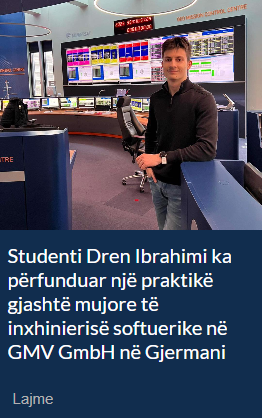 Studenti Dren Ibrahimi ka
përfunduar një praktikë
gjashtë mujore të
inxhinierisë softuerike në
GMV GmbH në Gjermani
Lajme